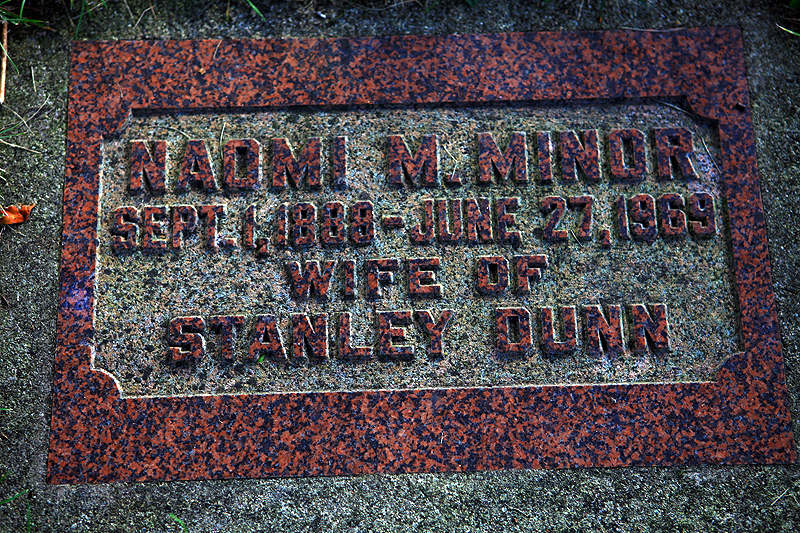 NAOMI M. MINOR
SEPT. 1, 1888 - JUNE 27, 1969
WIFE OF
STANLEY DUNN